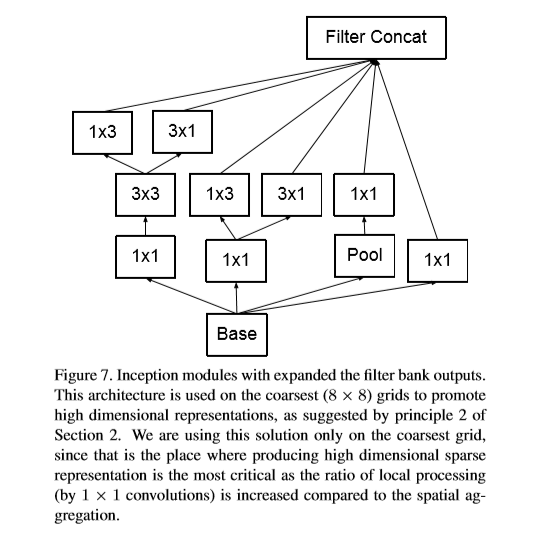 Filter Concat
1x3
3x1
3x3
1x3
3x1
1x1
1x1
1x1
Pool
1x1
Base
Figure 7. Inception modules with expanded the filter bank outputs.
This architecture is used on the coarsest (8 × 8) grids to promote
high dimensional representations, as suggested by principle 2 of
Section 2. We are using this solution only on the coarsest grid,
since that is the place where producing high dimensional sparse
representation is the most critical as the ratio of local processing
(by 1 × 1 convolutions) is increased compared to the spatial ag-
gregation.